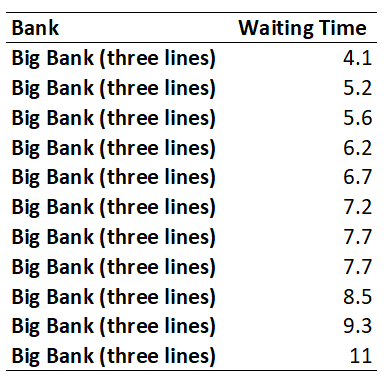 Bank Waiting Time
Big Bank (three lines) 4.1
Big Bank (three lines) 5.2
Big Bank (three lines) 5.6
Big Bank (three lines) 6.2
Big Bank (three lines) 6.7
Big Bank (three lines) 7.2
Big Bank (three lines) 7.7
Big Bank (three lines) 7.7
Big Bank (three lines) 8.5
Big Bank (three lines) 9.3
Big Bank (three lines) 11